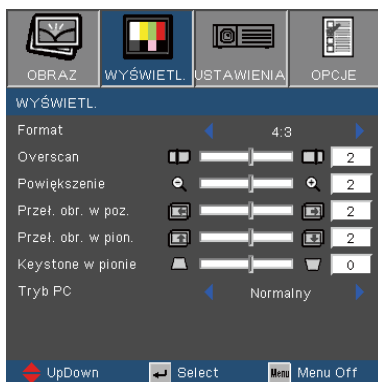 OBRAZ WYŚWIETL. USTAWIENIA OPCJE
WYŚWIETL.
Format 4:3
Overscan 2
Powiększenie 2
Przeł. obr. w poz. 2
Przeł. obr. w pion. 2
Keystone w pionie 0
Tryb PC Normalny
UpDown Select Menu Menu Off